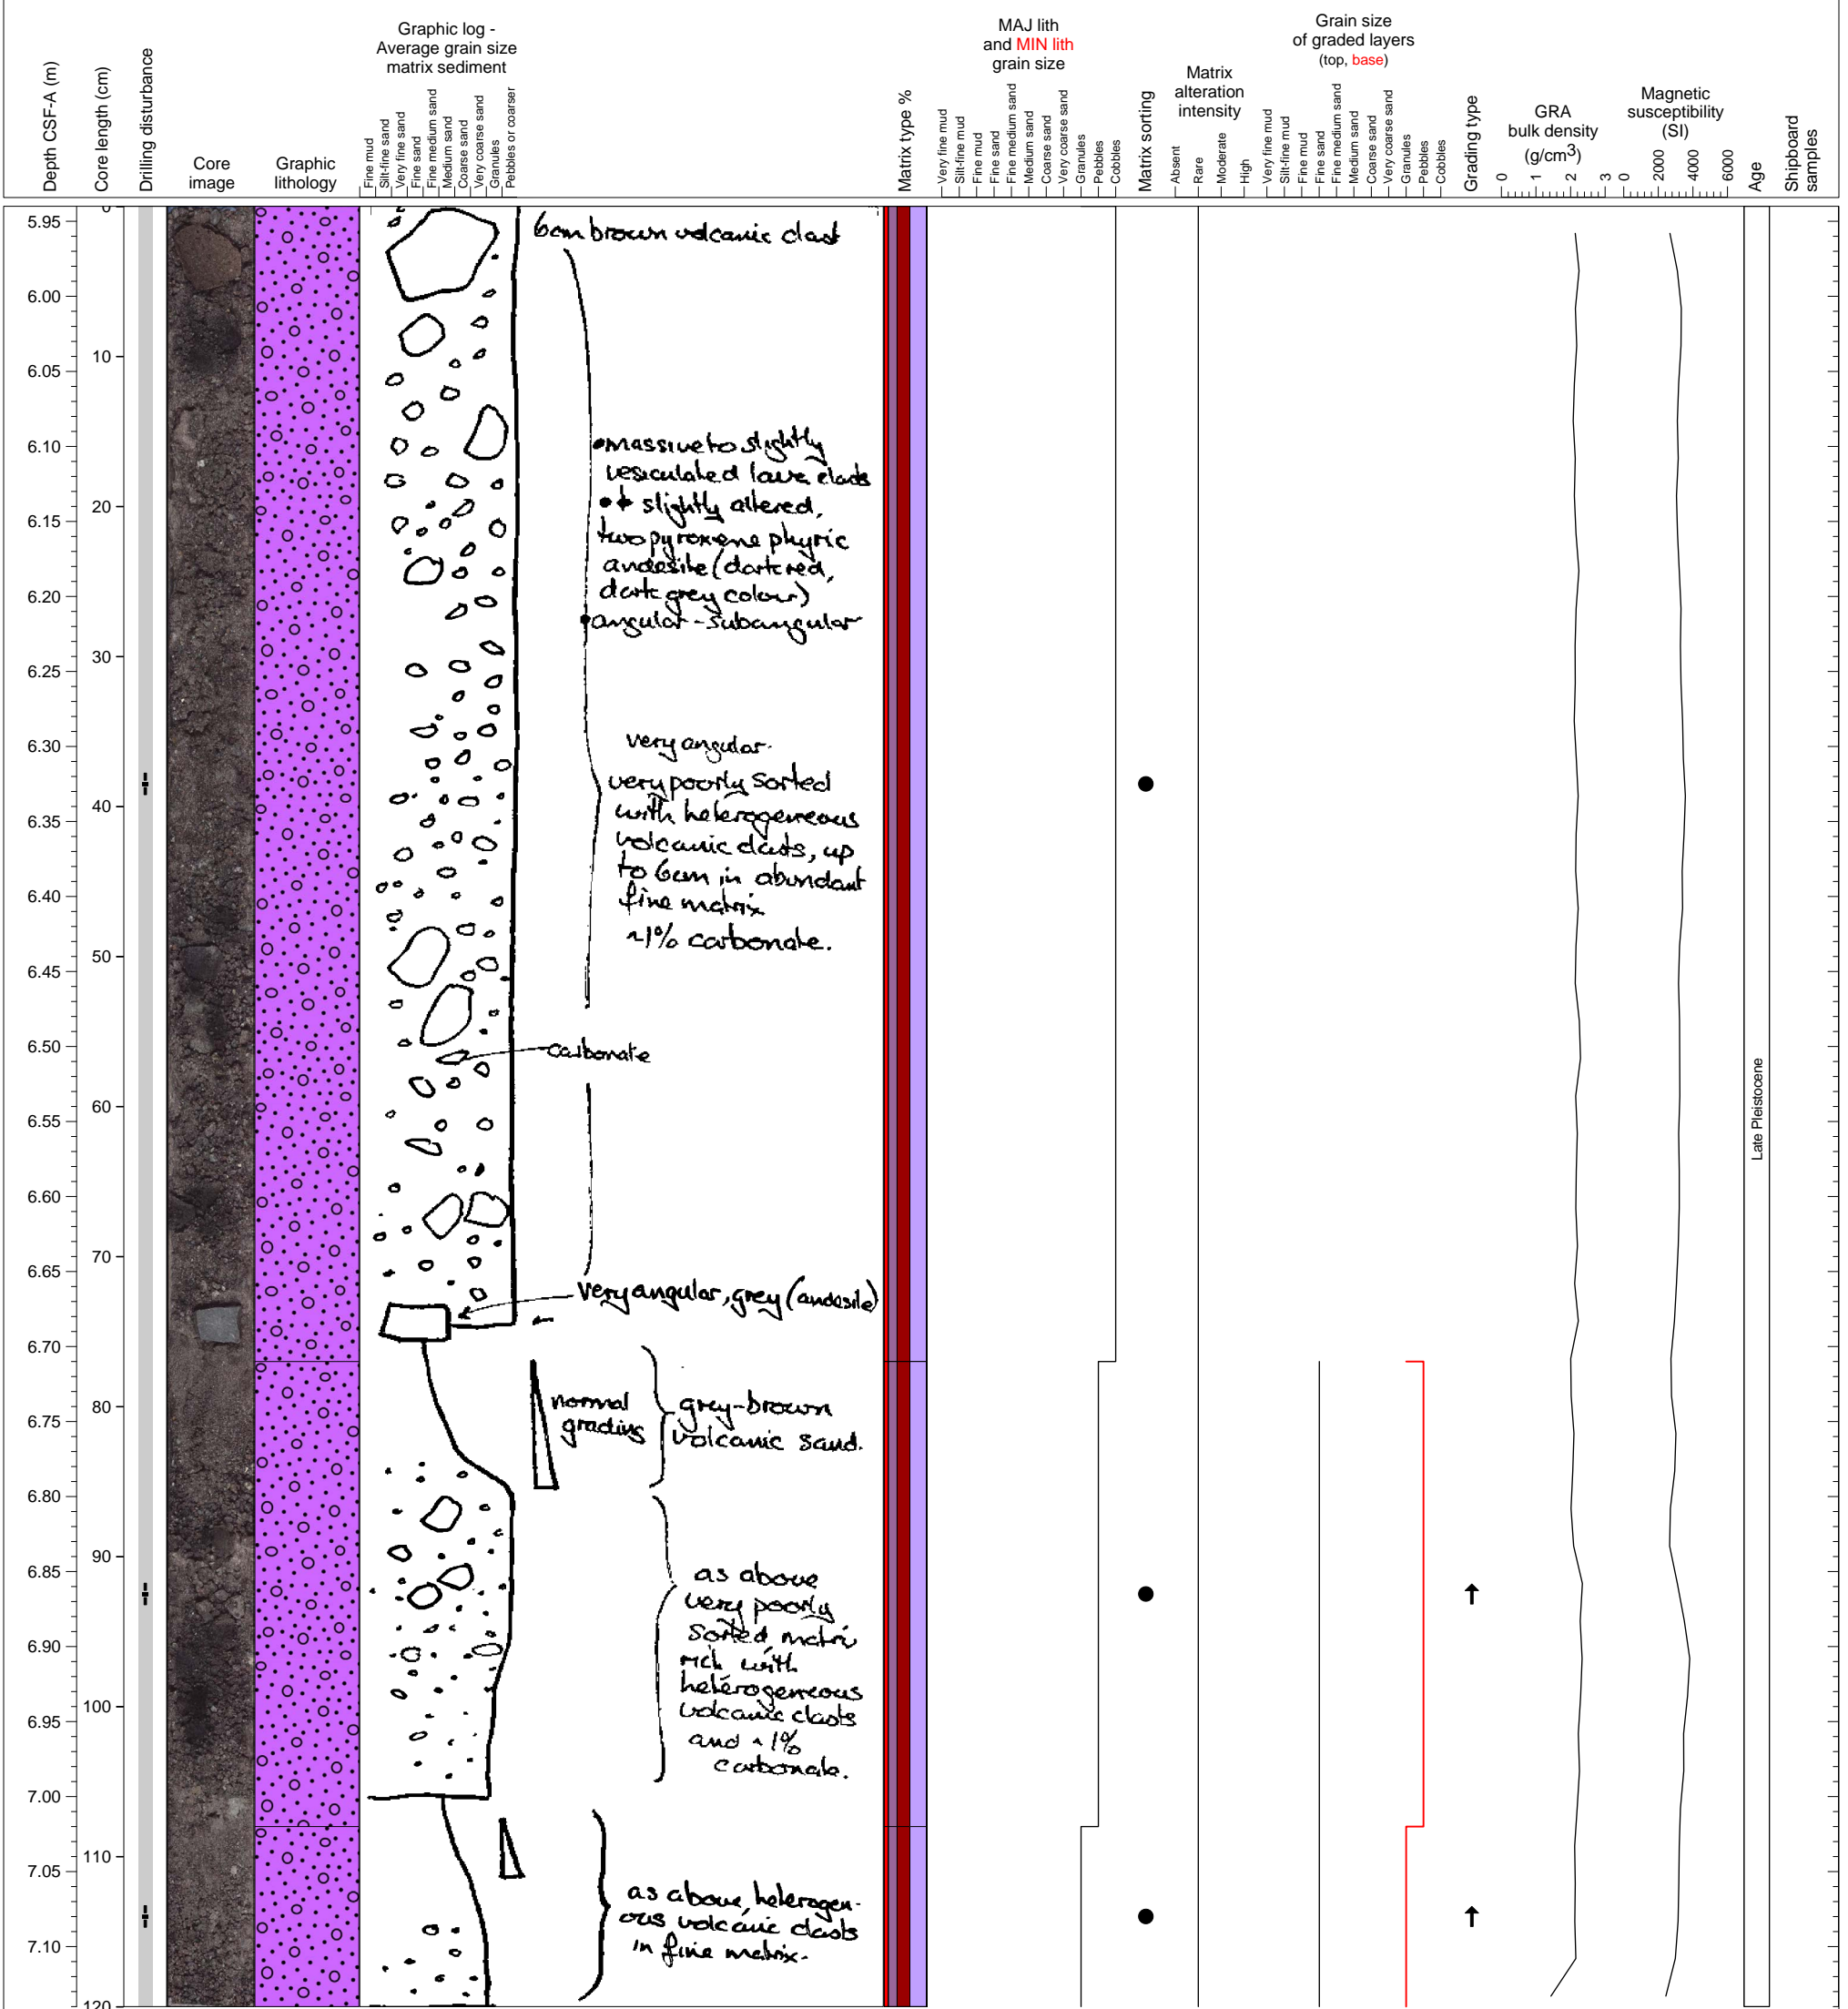 Depth CSF-A (m)
Core length (cm)
Drilling disturbance
Core
image
Graphic
lithology
Graphic log -
Average grain size
matrix sediment
Fine mud
Silt-fine sand
Very fine sand
Fine sand
Fine medium sand
Medium sand
Coarse sand
Very coarse sand
Granules
Pebbles or coarser
Matrix type %
MAJ lith
and MIN lith
grain size
Very fine mud
Silt-fine mud
Fine mud
Fine sand
Fine medium sand
Medium sand
Coarse sand
Very coarse sand
Granules
Pebbles
Cobbles
Matrix sorting
Matrix
alteration
intensity
Absent
Rare
Moderate
High
Grain size
of graded layers
(top, base)
Very fine mud
Silt-fine mud
Fine mud
Fine sand
Fine medium sand
Medium sand
Coarse sand
Very coarse sand
Granules
Pebbles
Cobbles
Grading type
GRA
bulk density
(g/cm3)
0 1 2 3
Magnetic
susceptibility
(SI)
0 2000 4000 6000
Age
Shipboard
samples
5.95
6.00
6.05
6.10
6.15
6.20
6.25
6.30
6.35
6.40
6.45
6.50
6.55
6.60
6.65
6.70
6.75
6.80
6.85
6.90
6.95
7.00
7.05
7.10
0
10
20
30
40
50
60
70
80
90
100
110
120
6cm brown volcanic clast
•massive to slightly
vesiculated lava clasts
• slightly altered,
two pyroxene phyric
andesite (dark red,
dark grey colour)
•angular-subangular
very angular.
very poorly sorted
with heterogeneous
volcanic clasts, up
to 6cm in abundant
fine matrix
~1% carbonate.
carbonate
very angular, grey (andesite)
normal
grading
grey-brown
volcanic sand.
as above
very poorly
sorted matrix
rich with
heterogeneous
volcanic clasts
and ~1%
carbonate.
as above, heterogen-
ous volcanic clasts
in fine matrix.
Late Pleistocene